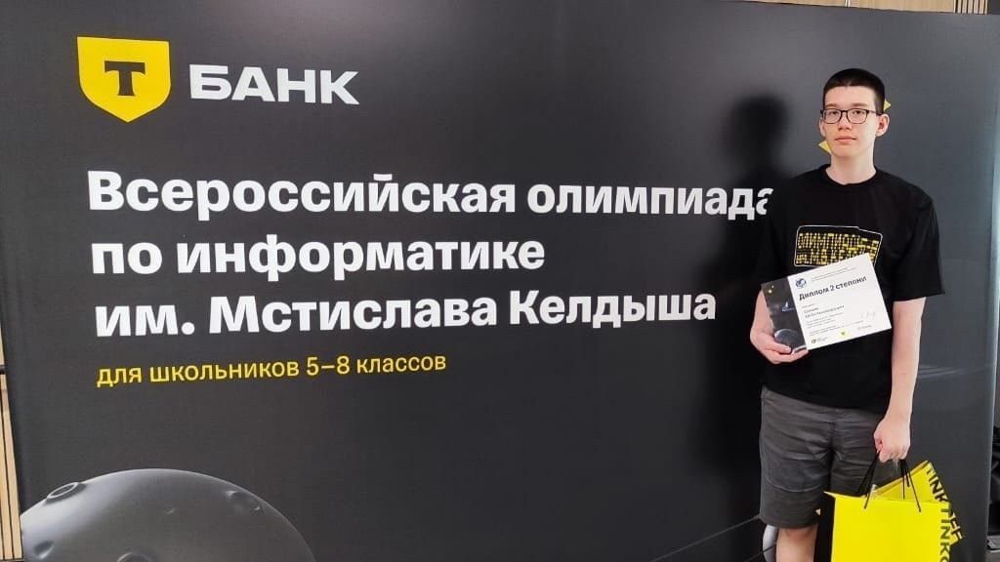 Т
БАНК
Всероссийская олимпиада
по информатике
им. Мстислава Келдыша
для школьников 5–8 классов
Диплом 2 степени